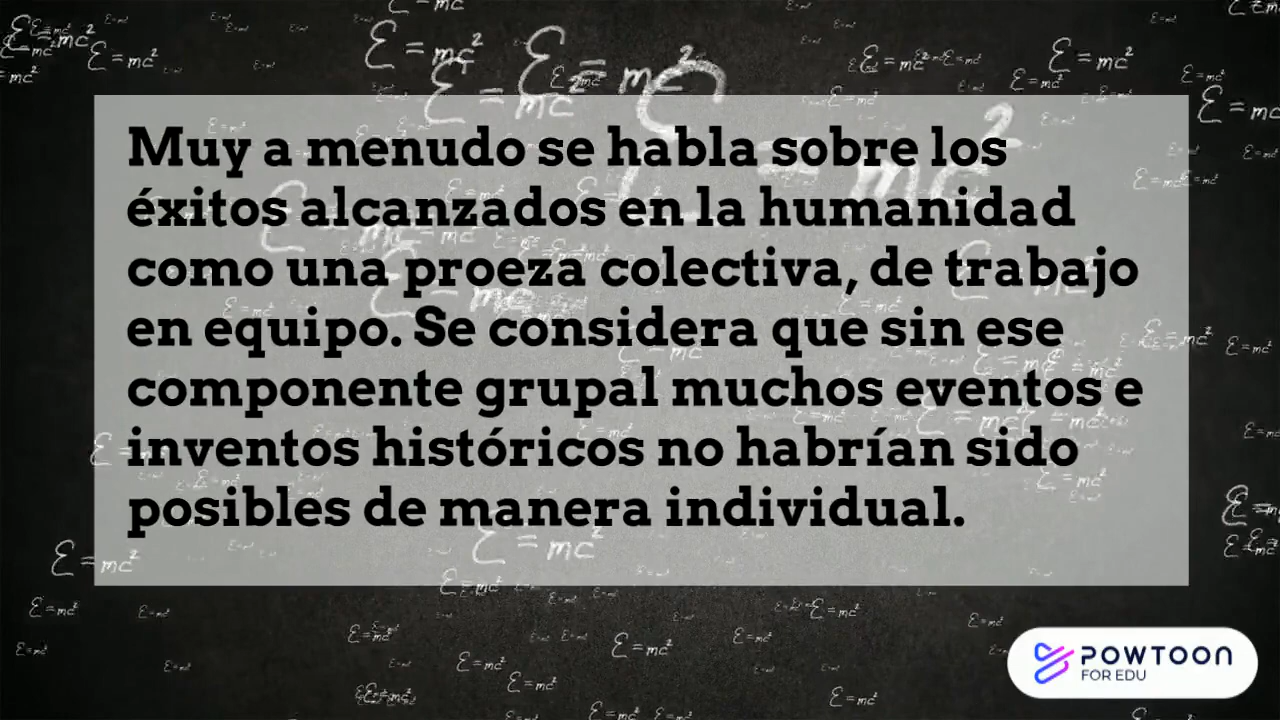 Muy a menudo se habla sobre los
éxitos alcanzados en la humanidad
como una proeza colectiva, de trabajo
en equipo. Se considera que sin ese
componente grupal muchos eventos e
inventos históricos no habrían sido
posibles de manera individual.
E=mc²
POWTOON
FOR EDU